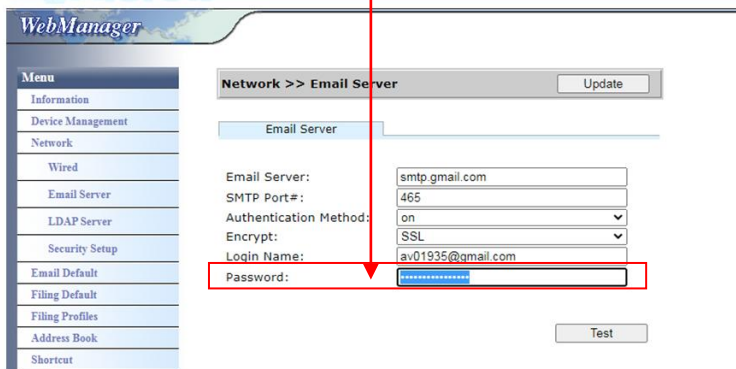 WebManager
Menu
Information
Device Management
Network
Wired
Email Server
LDAP Server
Security Setup
Email Default
Filing Default
Filing Profiles
Address Book
Shortcut
Network >> Email Server
Update
Email Server
Email Server: smtp.gmail.com
SMTP Port#: 465
Authentication Method: on
Encrypt: SSL
Login Name: av01935@gmail.com
Password: ••••••••••••••••
Test